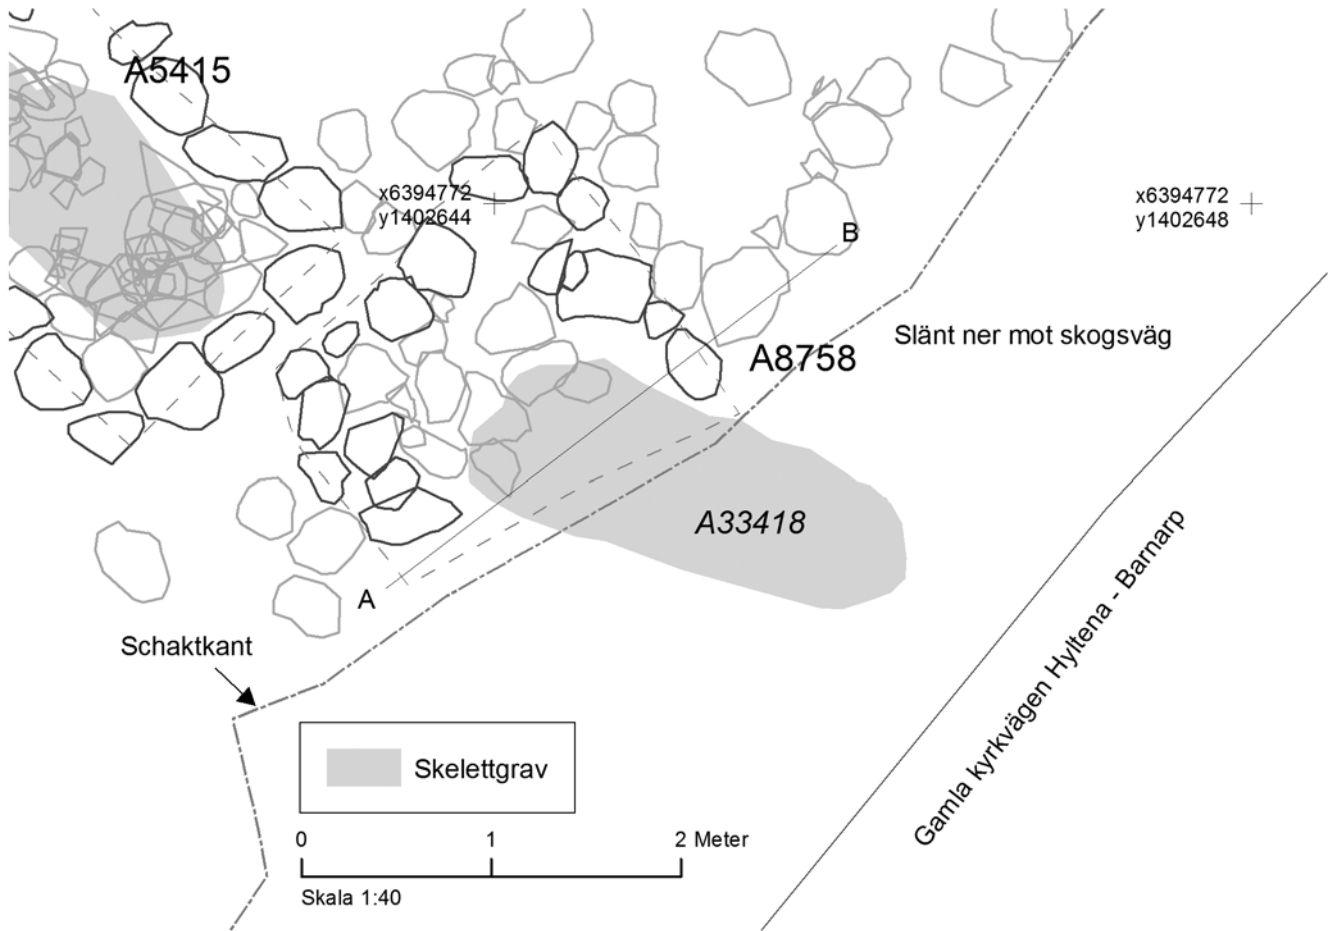 A5415
x6394772
y1402644
x6394772
y1402648
B
Slänt ner mot skogsväg
A8758
A33418
A
Schaktkant
Gamla kyrkvägen Hyltena - Barnarp
Skelettgrav
0 1 2 Meter
Skala 1:40